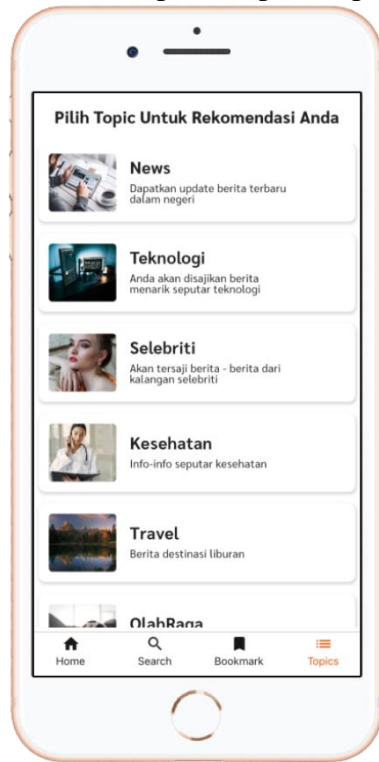 Pilih Topic Untuk Rekomendasi Anda
News
Dapatkan update berita terbaru
dalam negeri
Teknologi
Anda akan disajikan berita
menarik seputar teknologi
Selebriti
Akan tersaji berita - berita dari
kalangan selebriti
Kesehatan
Info-info seputar kesehatan
Travel
Berita destinasi liburan
OlahRaga
Home
Search
Bookmark
Topics